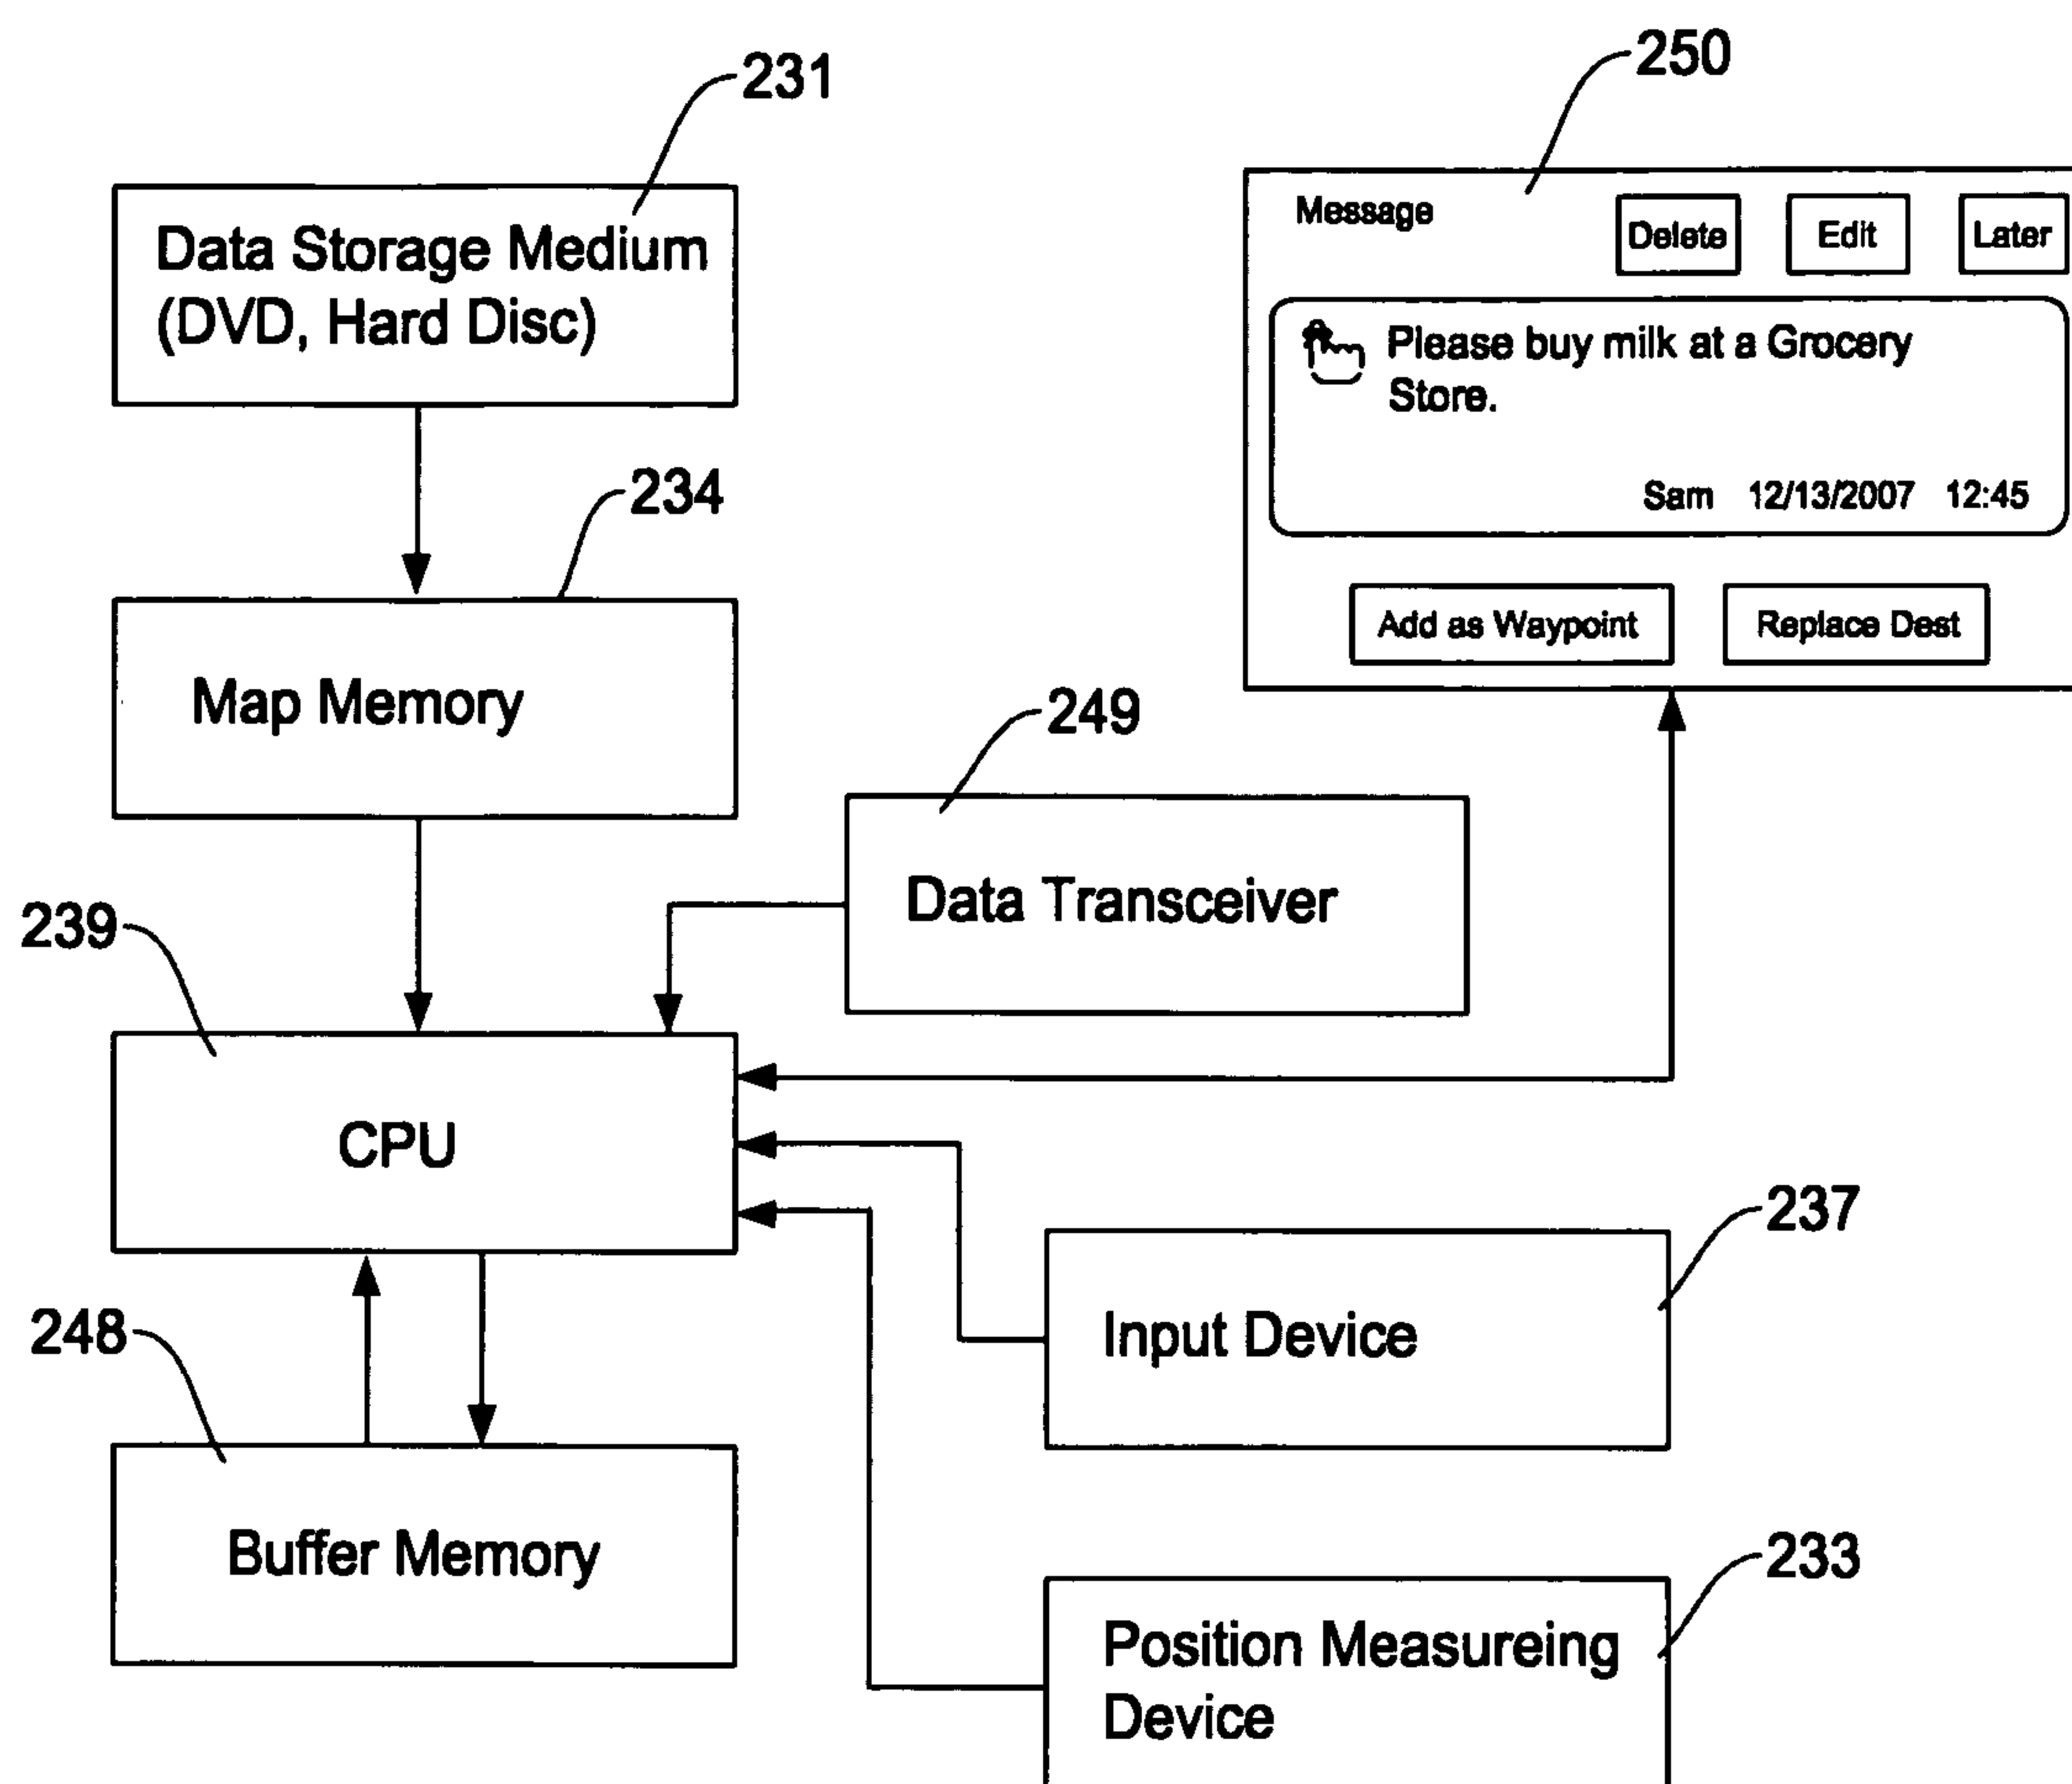 231
250
Data Storage Medium
(DVD, Hard Disc)
Message
Delete
Edit
Later
Please buy milk at a Grocery
Store.
Sam 12/13/2007 12:45
Add as Waypoint
Replace Dest
234
Map Memory
249
Data Transceiver
239
CPU
237
Input Device
248
Buffer Memory
233
Position Measureing
Device